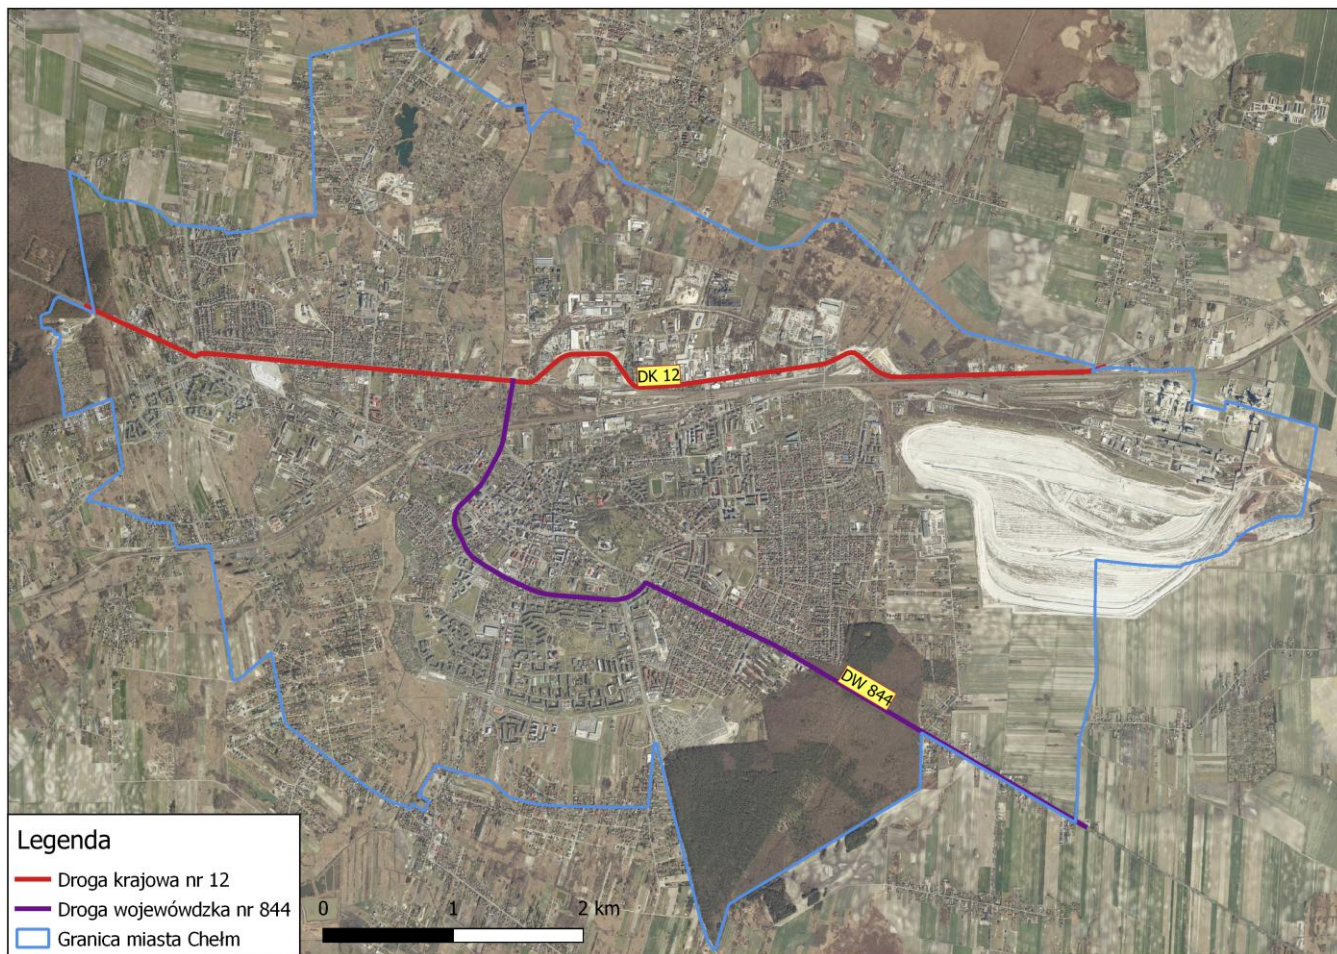 DK 12
DW 844
Legenda
Droga krajowa nr 12
Droga wojewówdzka nr 844
Granica miasta Chełm
0 1 2 km